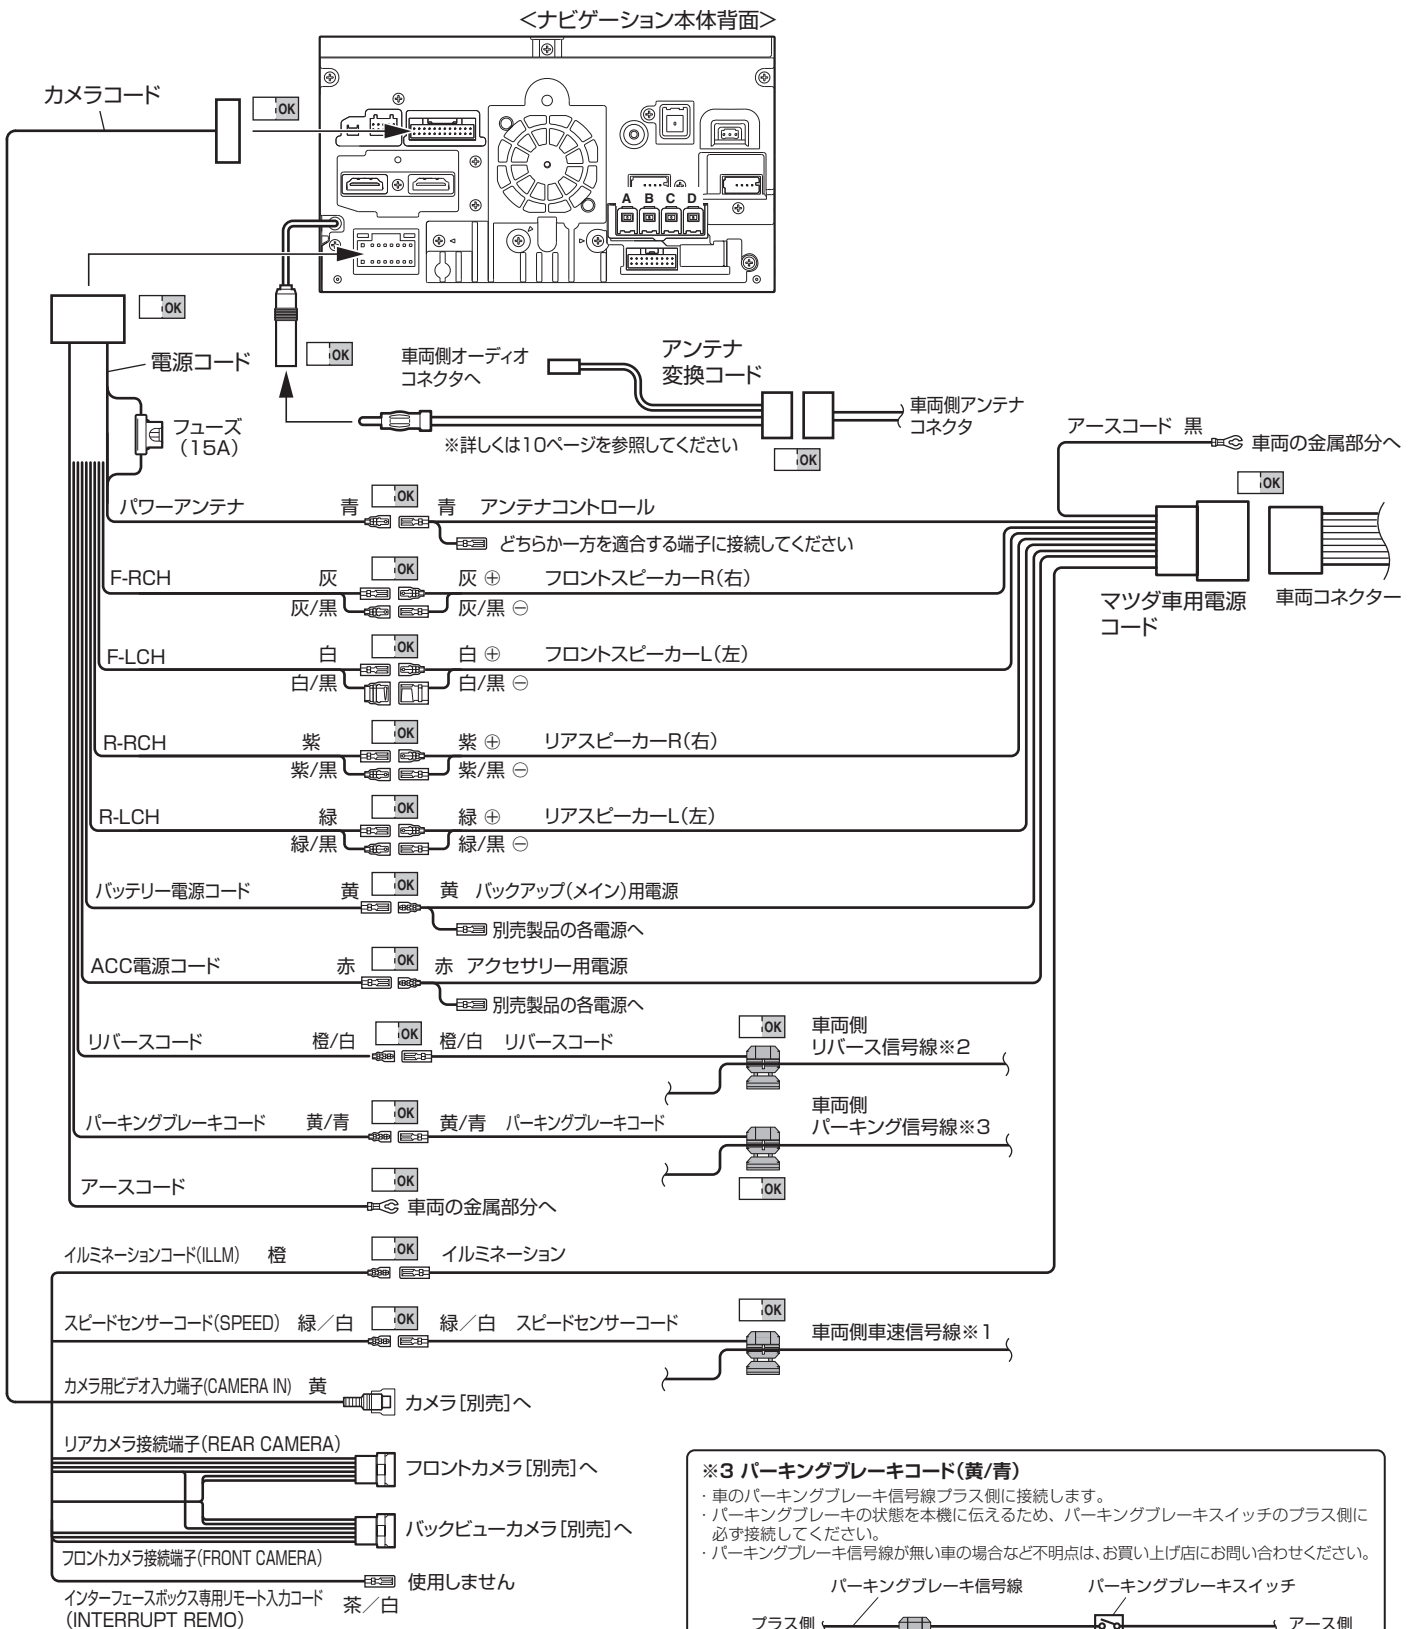 <ナビゲーション本体背面>
カメラコード
OK
A B C D
OK
電源コード
OK
フューズ
(15A)
車両側オーディオ
コネクタへ
アンテナ
変換コード
車両側アンテナ
コネクタ
※詳しくは10ページを参照してください
OK
アースコード 黒
車両の金属部分へ
OK
マツダ車用電源
コード
車両コネクター
パワーアンテナ 青 OK 青 アンテナコントロール
どちらか一方を適合する端子に接続してください
F-RCH 灰 OK 灰 ⊕ フロントスピーカーR(右)
灰/黒 灰/黒 ⊖
F-LCH 白 OK 白 ⊕ フロントスピーカーL(左)
白/黒 白/黒 ⊖
R-RCH 紫 OK 紫 ⊕ リアスピーカーR(右)
紫/黒 紫/黒 ⊖
R-LCH 緑 OK 緑 ⊕ リアスピーカーL(左)
緑/黒 緑/黒 ⊖
バッテリー電源コード 黄 OK 黄 バックアップ(メイン)用電源
別売製品の各電源へ
ACC電源コード 赤 OK 赤 アクセサリー用電源
別売製品の各電源へ
リバースコード 橙/白 OK 橙/白 リバースコード
OK
車両側
リバース信号線※2
パーキングブレーキコード 黄/青 OK 黄/青 パーキングブレーキコード
車両側
パーキング信号線※3
OK
アースコード OK
車両の金属部分へ
イルミネーションコード(ILLM) 橙 OK イルミネーション
スピードセンサーコード(SPEED) 緑/白 OK 緑/白 スピードセンサーコード
OK
車両側車速信号線※1
カメラ用ビデオ入力端子(CAMERA IN) 黄
カメラ[別売]へ
リアカメラ接続端子(REAR CAMERA)
フロントカメラ[別売]へ
バックビューカメラ[別売]へ
フロントカメラ接続端子(FRONT CAMERA)
使用しません
インターフェースボックス専用リモート入力コード 茶/白
(INTERRUPT REMO)
※3 パーキングブレーキコード(黄/青)
・車のパーキングブレーキ信号線プラス側に接続します。
・パーキングブレーキの状態を本機に伝えるため、パーキングブレーキスイッチのプラス側に
必ず接続してください。
・パーキングブレーキ信号線が無い車の場合など不明点は、お買い上げ店にお問い合わせください。
パーキングブレーキ信号線 パーキングブレーキスイッチ
プラス側 アース側